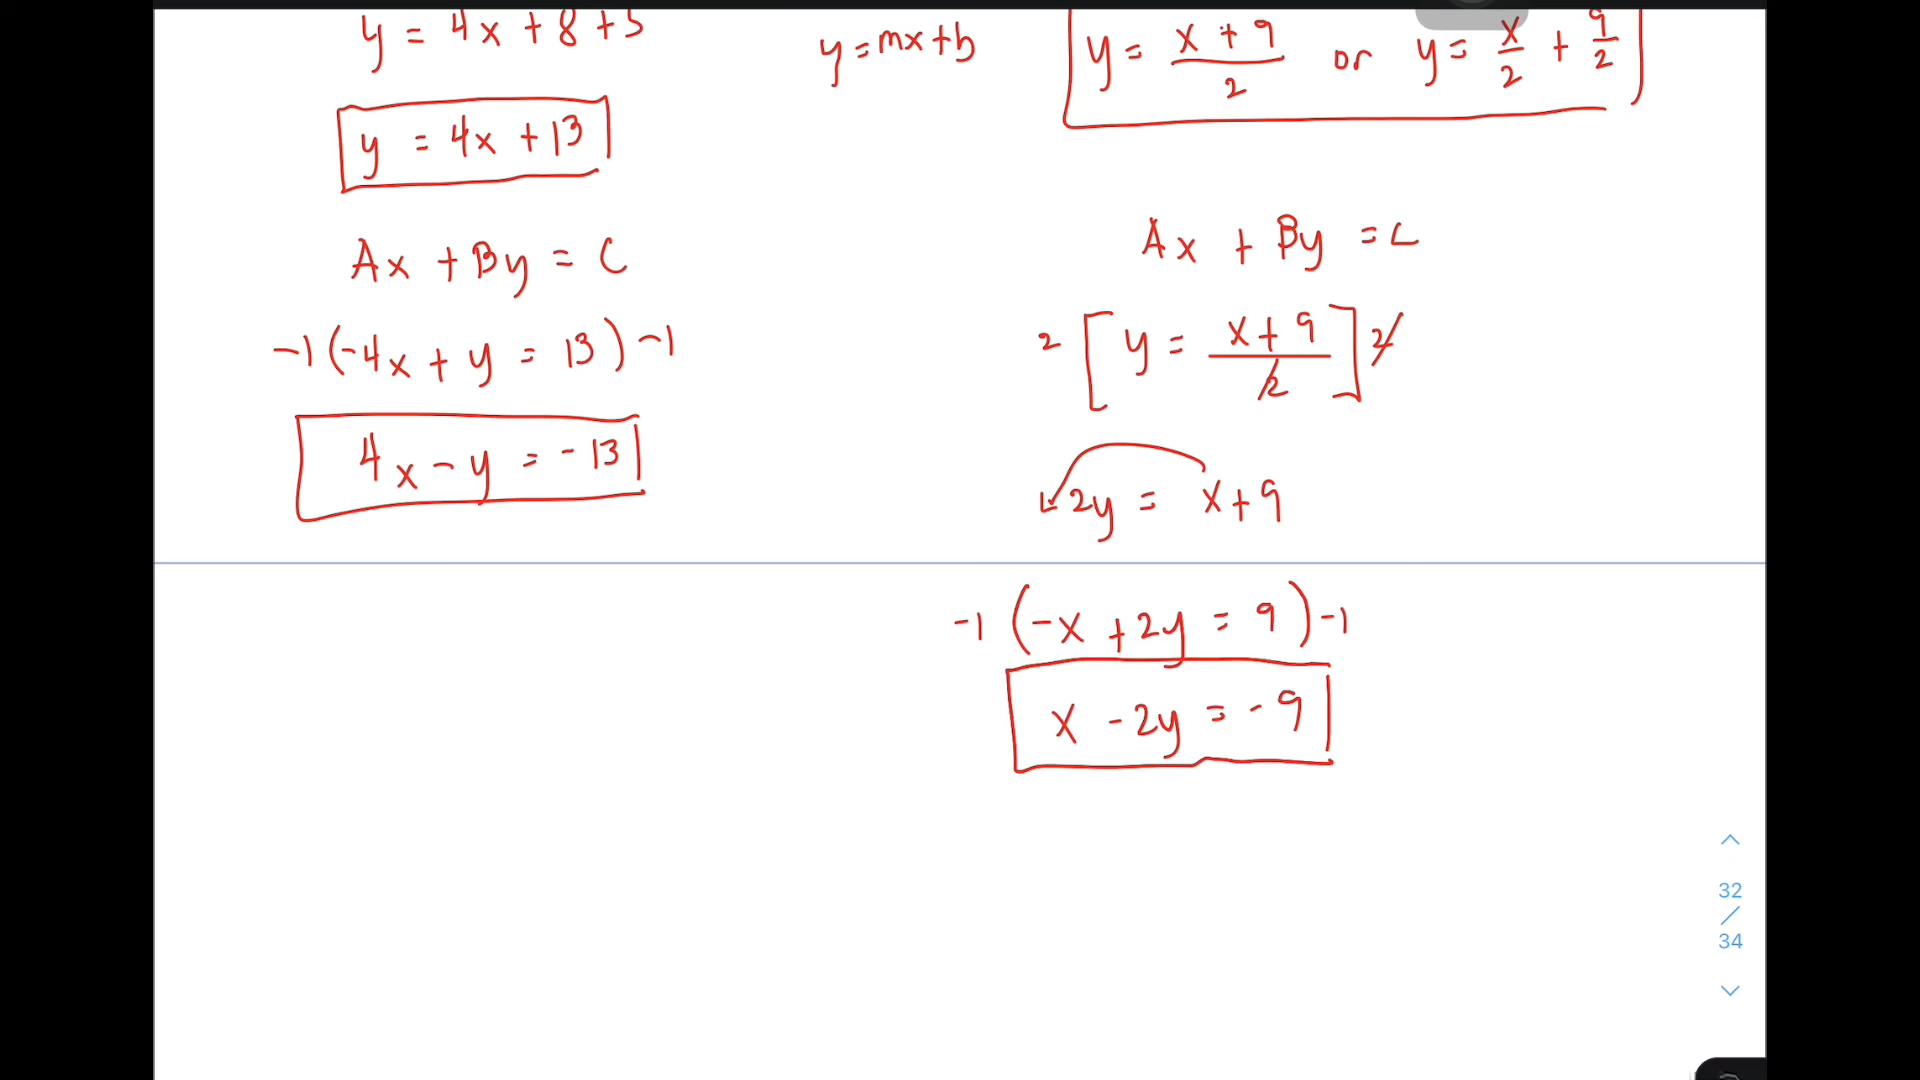 y = 4x + 8 + 5
y = 4x + 13
Ax + By = C
-1(-4x + y = 13)-1
4x - y = -13
y = mx + b
y = x + 9 / 2 or y = x/2 + 9/2
Ax + By = C
2 [ y = x + 9 / 2 ] 2
2y = x + 9
-1 (-x + 2y = 9) -1
x - 2y = -9
32
/
34